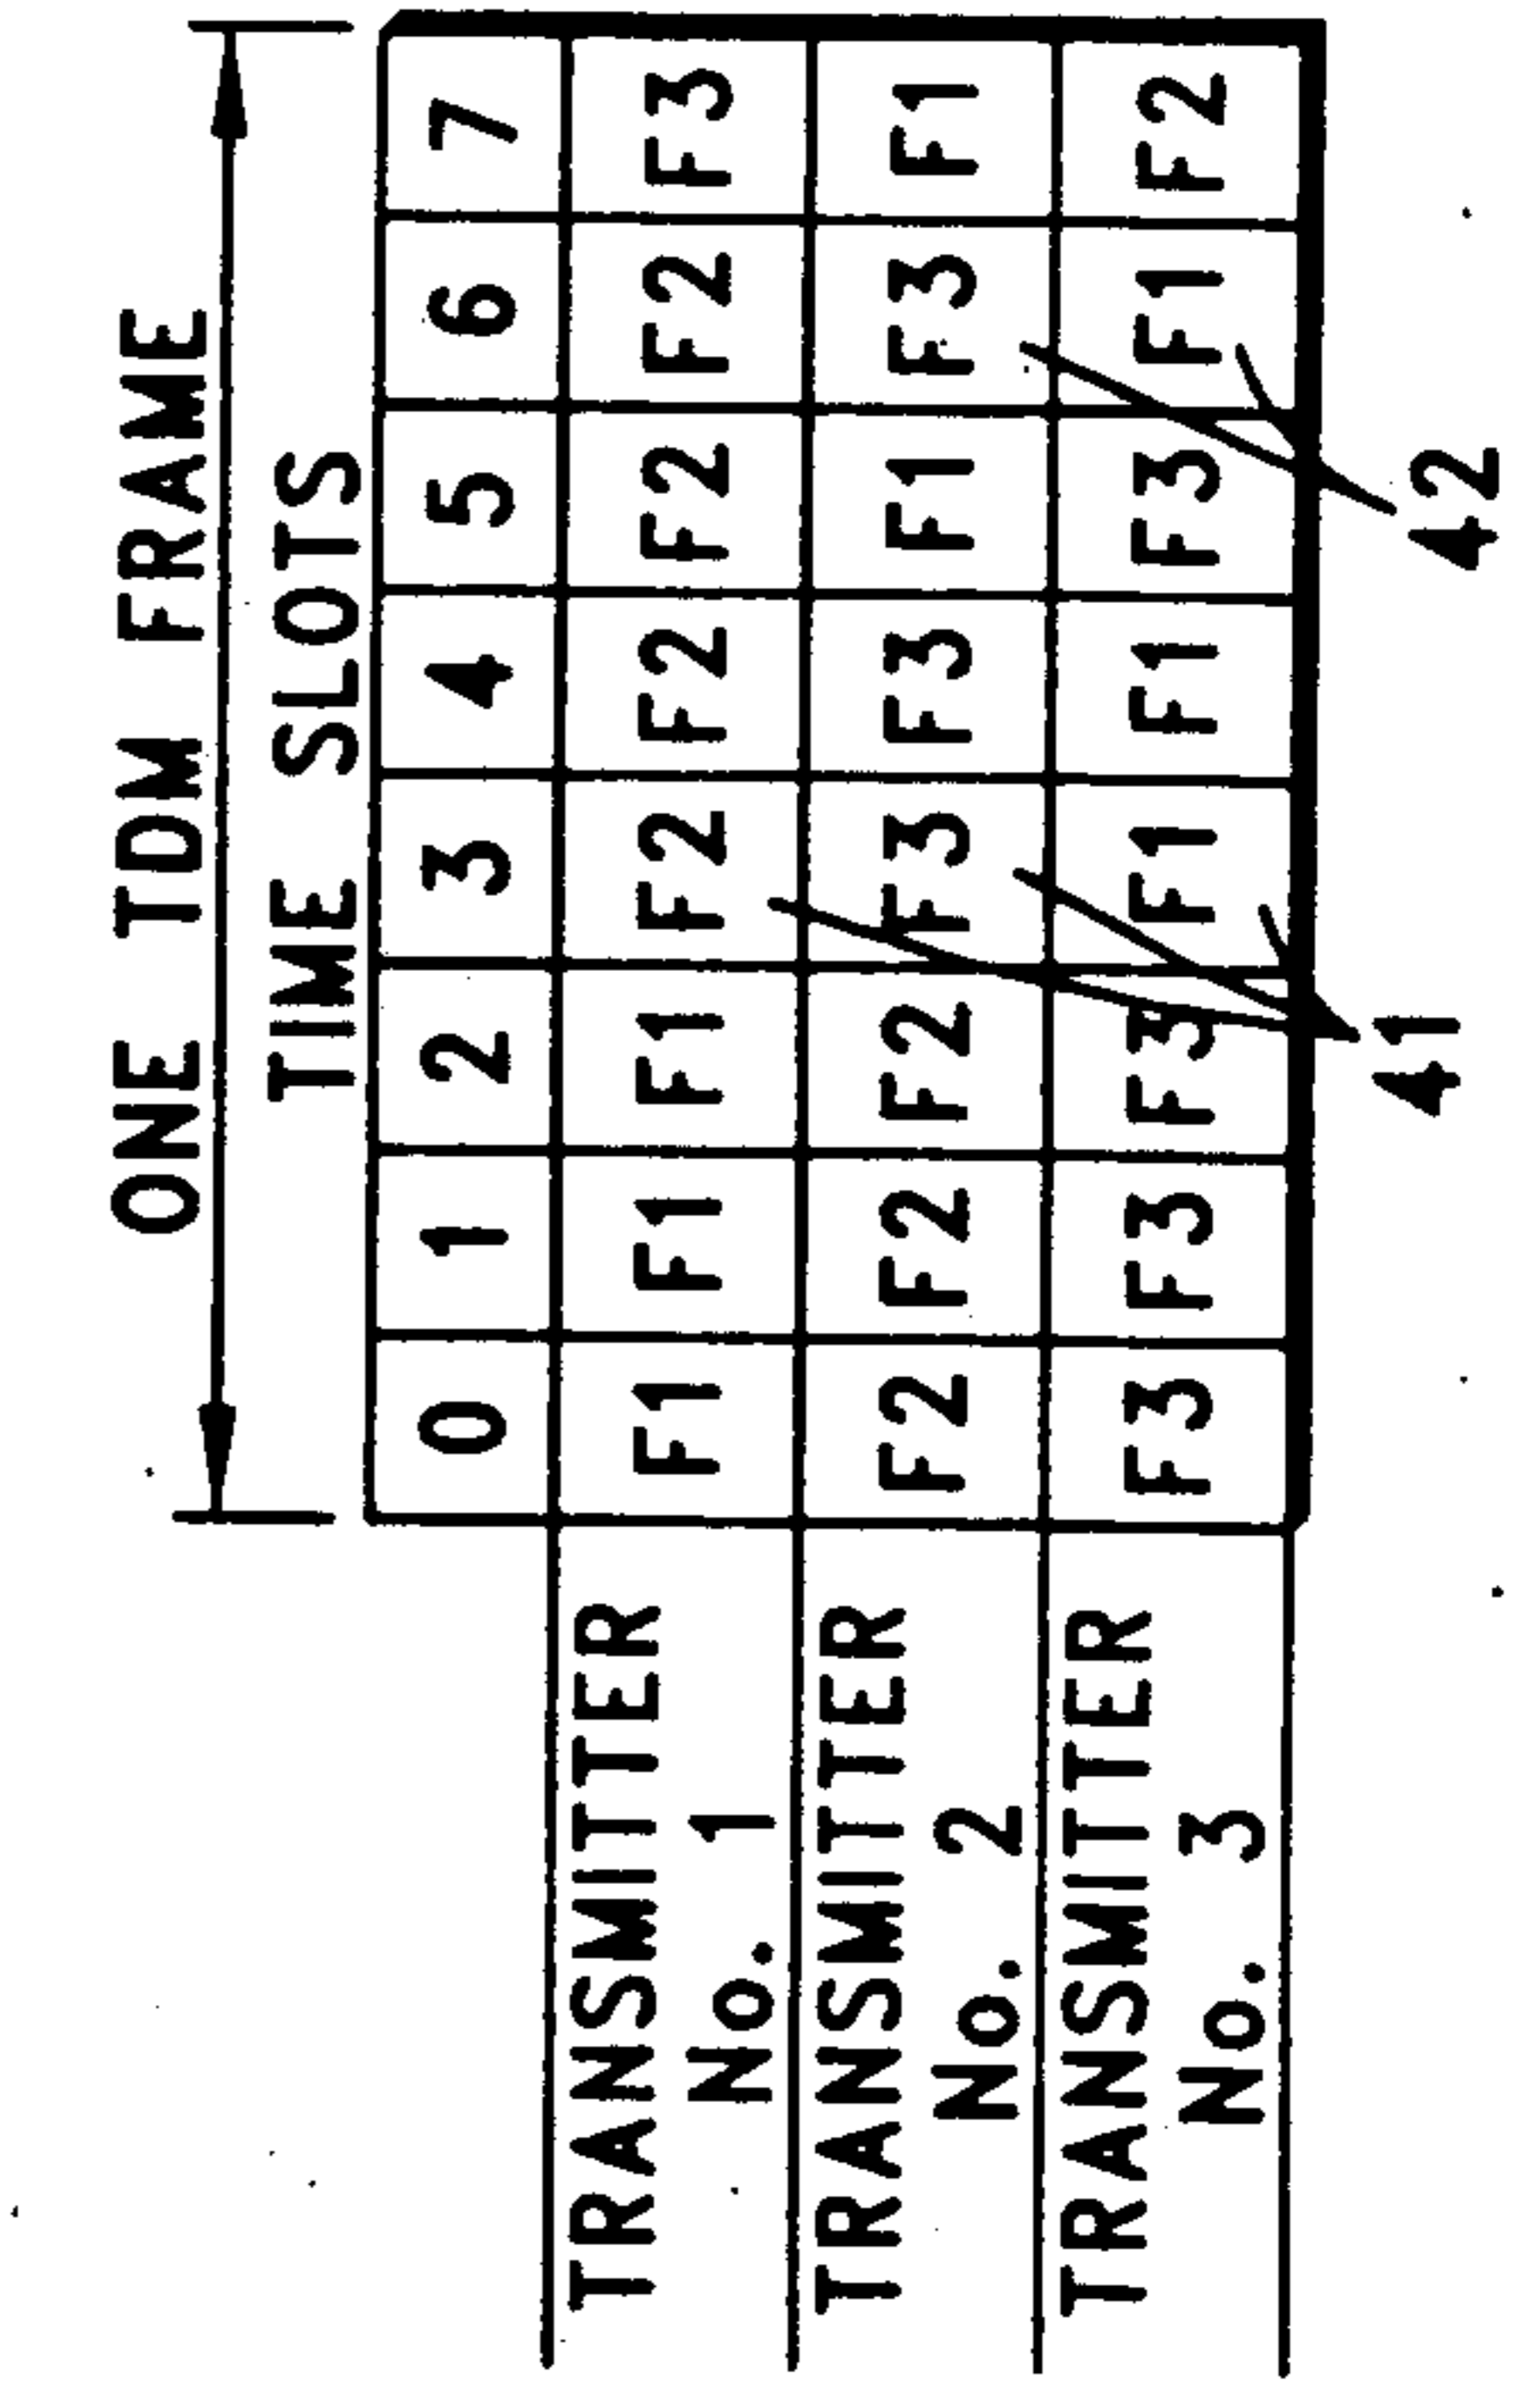 ONE TDM FRAME
TIME SLOTS
0 1 2 3 4 5 6 7
TRANSMITTER No. 1 F1 F1 F1 F2 F2 F2 F2 F3
TRANSMITTER No. 2 F2 F2 F2 F3 F3 F1 F3 F1
TRANSMITTER No. 3 F3 F3 F3 F1 F1 F3 F1 F2
41 42